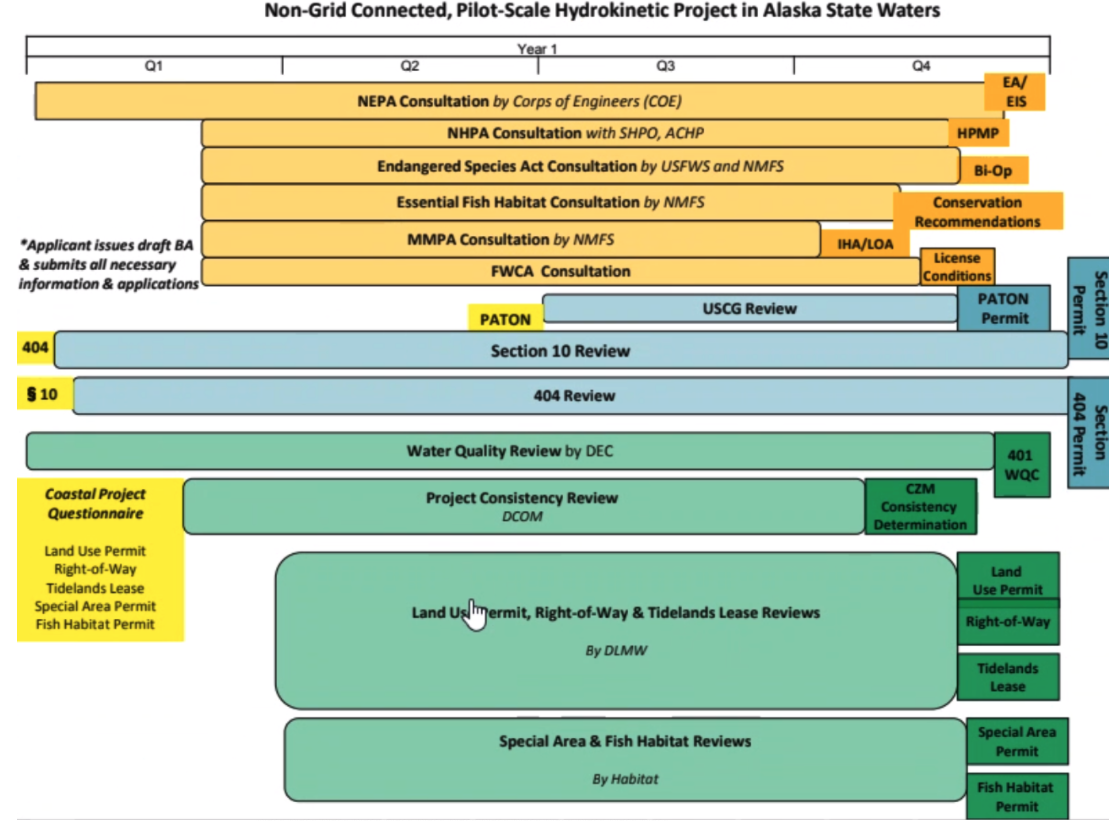 Non-Grid Connected, Pilot-Scale Hydrokinetic Project in Alaska State Waters
Year 1
Q1 Q2 Q3 Q4
NEPA Consultation by Corps of Engineers (COE)
EA/
EIS
NHPA Consultation with SHPO, ACHP
HPMP
Endangered Species Act Consultation by USFWS and NMFS
Bi-Op
Essential Fish Habitat Consultation by NMFS
Conservation
Recommendations
*Applicant issues draft BA
& submits all necessary
information & applications
MMPA Consultation by NMFS
IHA/LOA
FWCA Consultation
License
Conditions
PATON
USCG Review
PATON
Permit
Section 10
Permit
404
Section 10 Review
§ 10
404 Review
Section
404 Permit
Water Quality Review by DEC
401
WQC
Coastal Project
Questionnaire
Land Use Permit
Right-of-Way
Tidelands Lease
Special Area Permit
Fish Habitat Permit
Project Consistency Review
DCOM
CZM
Consistency
Determination
Land Us Permit, Right-of-Way & Tidelands Lease Reviews
By DLMW
Land
Use Permit
Right-of-Way
Tidelands
Lease
Special Area & Fish Habitat Reviews
By Habitat
Special Area
Permit
Fish Habitat
Permit